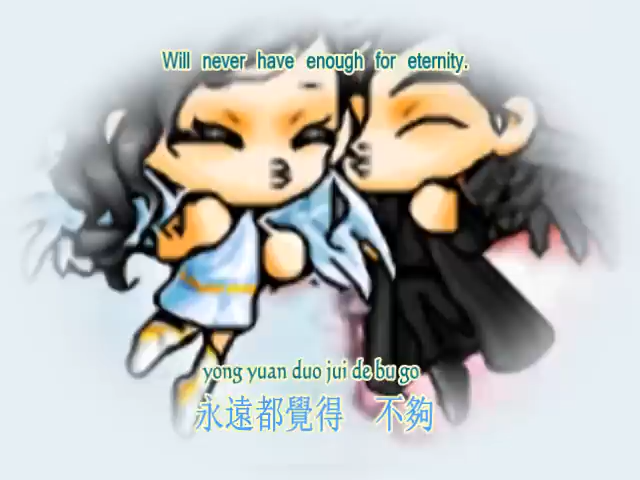 Will never have enough for eternity.
yong yuan duo jui de bu go
永遠都覺得 不夠